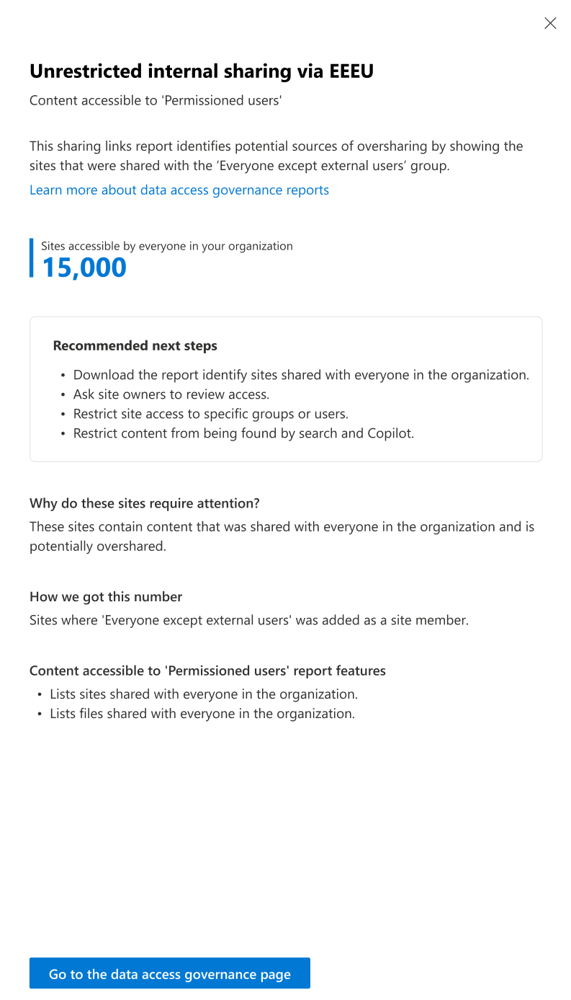 Unrestricted internal sharing via EEEU
Content accessible to 'Permissioned users'
This sharing links report identifies potential sources of oversharing by showing the
sites that were shared with the ‘Everyone except external users’ group.
Learn more about data access governance reports
Sites accessible by everyone in your organization
15,000
Recommended next steps
• Download the report identify sites shared with everyone in the organization.
• Ask site owners to review access.
• Restrict site access to specific groups or users.
• Restrict content from being found by search and Copilot.
Why do these sites require attention?
These sites contain content that was shared with everyone in the organization and is
potentially overshared.
How we got this number
Sites where 'Everyone except external users' was added as a site member.
Content accessible to 'Permissioned users' report features
• Lists sites shared with everyone in the organization.
• Lists files shared with everyone in the organization.
Go to the data access governance page